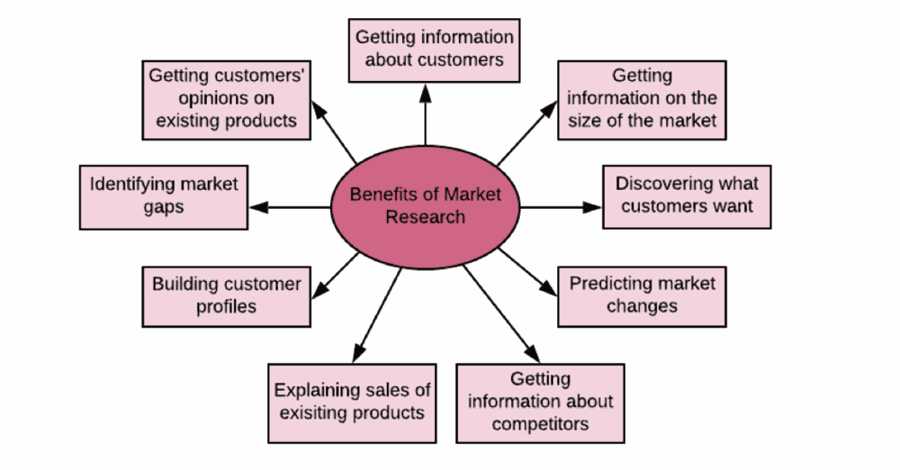 Getting information
about customers
Getting customers'
opinions on
existing products
Getting
information on the
size of the market
Identifying market
gaps
Benefits of Market
Research
Discovering what
customers want
Building customer
profiles
Predicting market
changes
Explaining sales of
exisiting products
Getting
information about
competitors